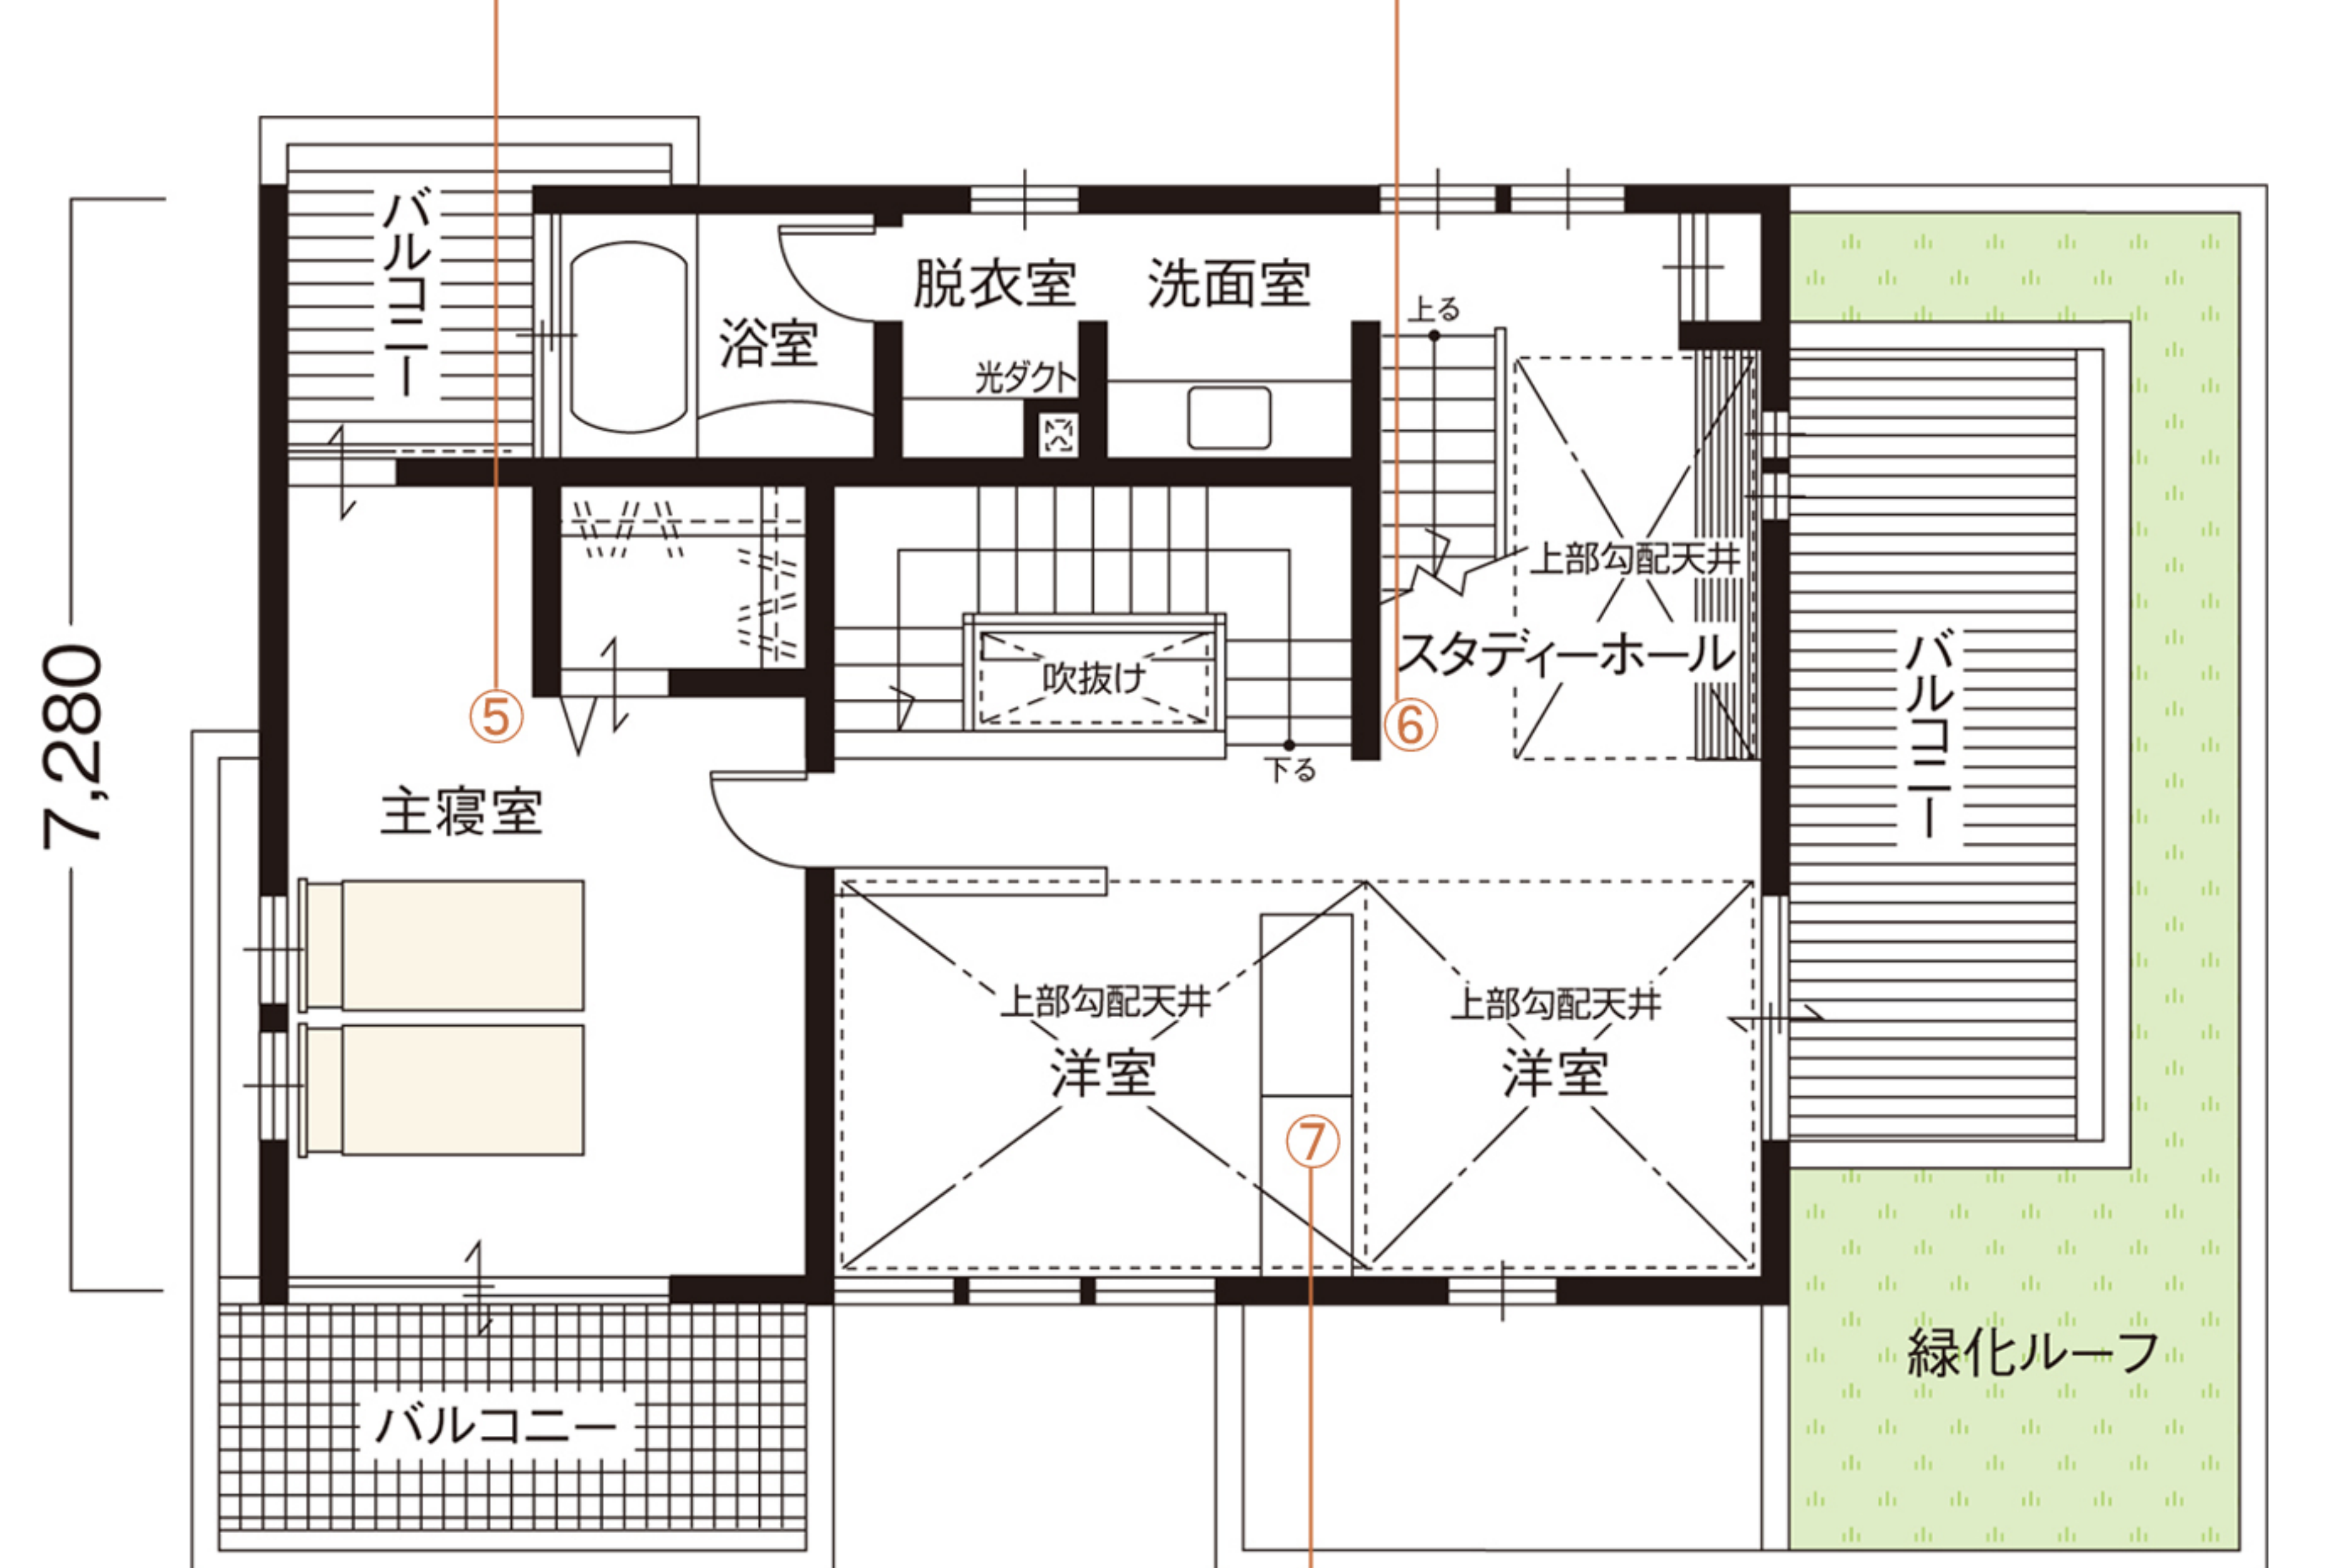 バルコニー
脱衣室
洗面室
上る
浴室
光ダクト
上部勾配天井
スタディーホール
吹抜け
バルコニー
7,280
⑤
⑥
下る
主寝室
上部勾配天井
上部勾配天井
洋室
洋室
⑦
緑化ルーフ
バルコニー